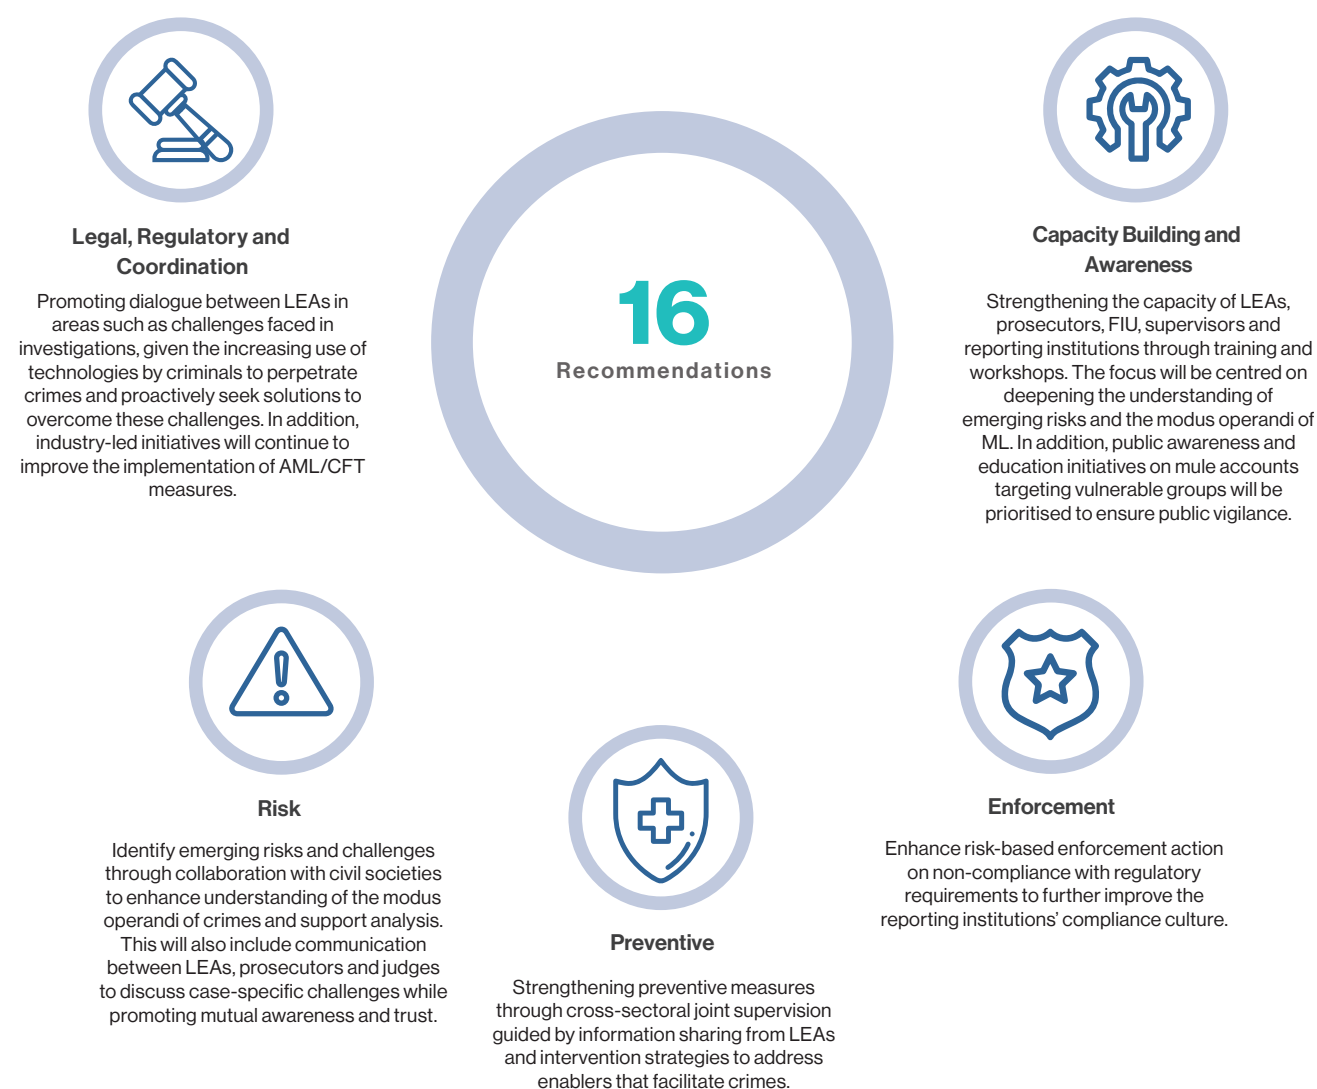 Legal, Regulatory and
Coordination
Promoting dialogue between LEAs in
areas such as challenges faced in
investigations, given the increasing use of
technologies by criminals to perpetrate
crimes and proactively seek solutions to
overcome these challenges. In addition,
industry-led initiatives will continue to
improve the implementation of AML/CFT
measures.
16
Recommendations
Capacity Building and
Awareness
Strengthening the capacity of LEAs,
prosecutors, FIU, supervisors and
reporting institutions through training and
workshops. The focus will be centred on
deepening the understanding of
emerging risks and the modus operandi of
ML. In addition, public awareness and
education initiatives on mule accounts
targeting vulnerable groups will be
prioritised to ensure public vigilance.
Risk
Identify emerging risks and challenges
through collaboration with civil societies
to enhance understanding of the modus
operandi of crimes and support analysis.
This will also include communication
between LEAs, prosecutors and judges
to discuss case-specific challenges while
promoting mutual awareness and trust.
Preventive
Strengthening preventive measures
through cross-sectoral joint supervision
guided by information sharing from LEAs
and intervention strategies to address
enablers that facilitate crimes.
Enforcement
Enhance risk-based enforcement action
on non-compliance with regulatory
requirements to further improve the
reporting institutions' compliance culture.